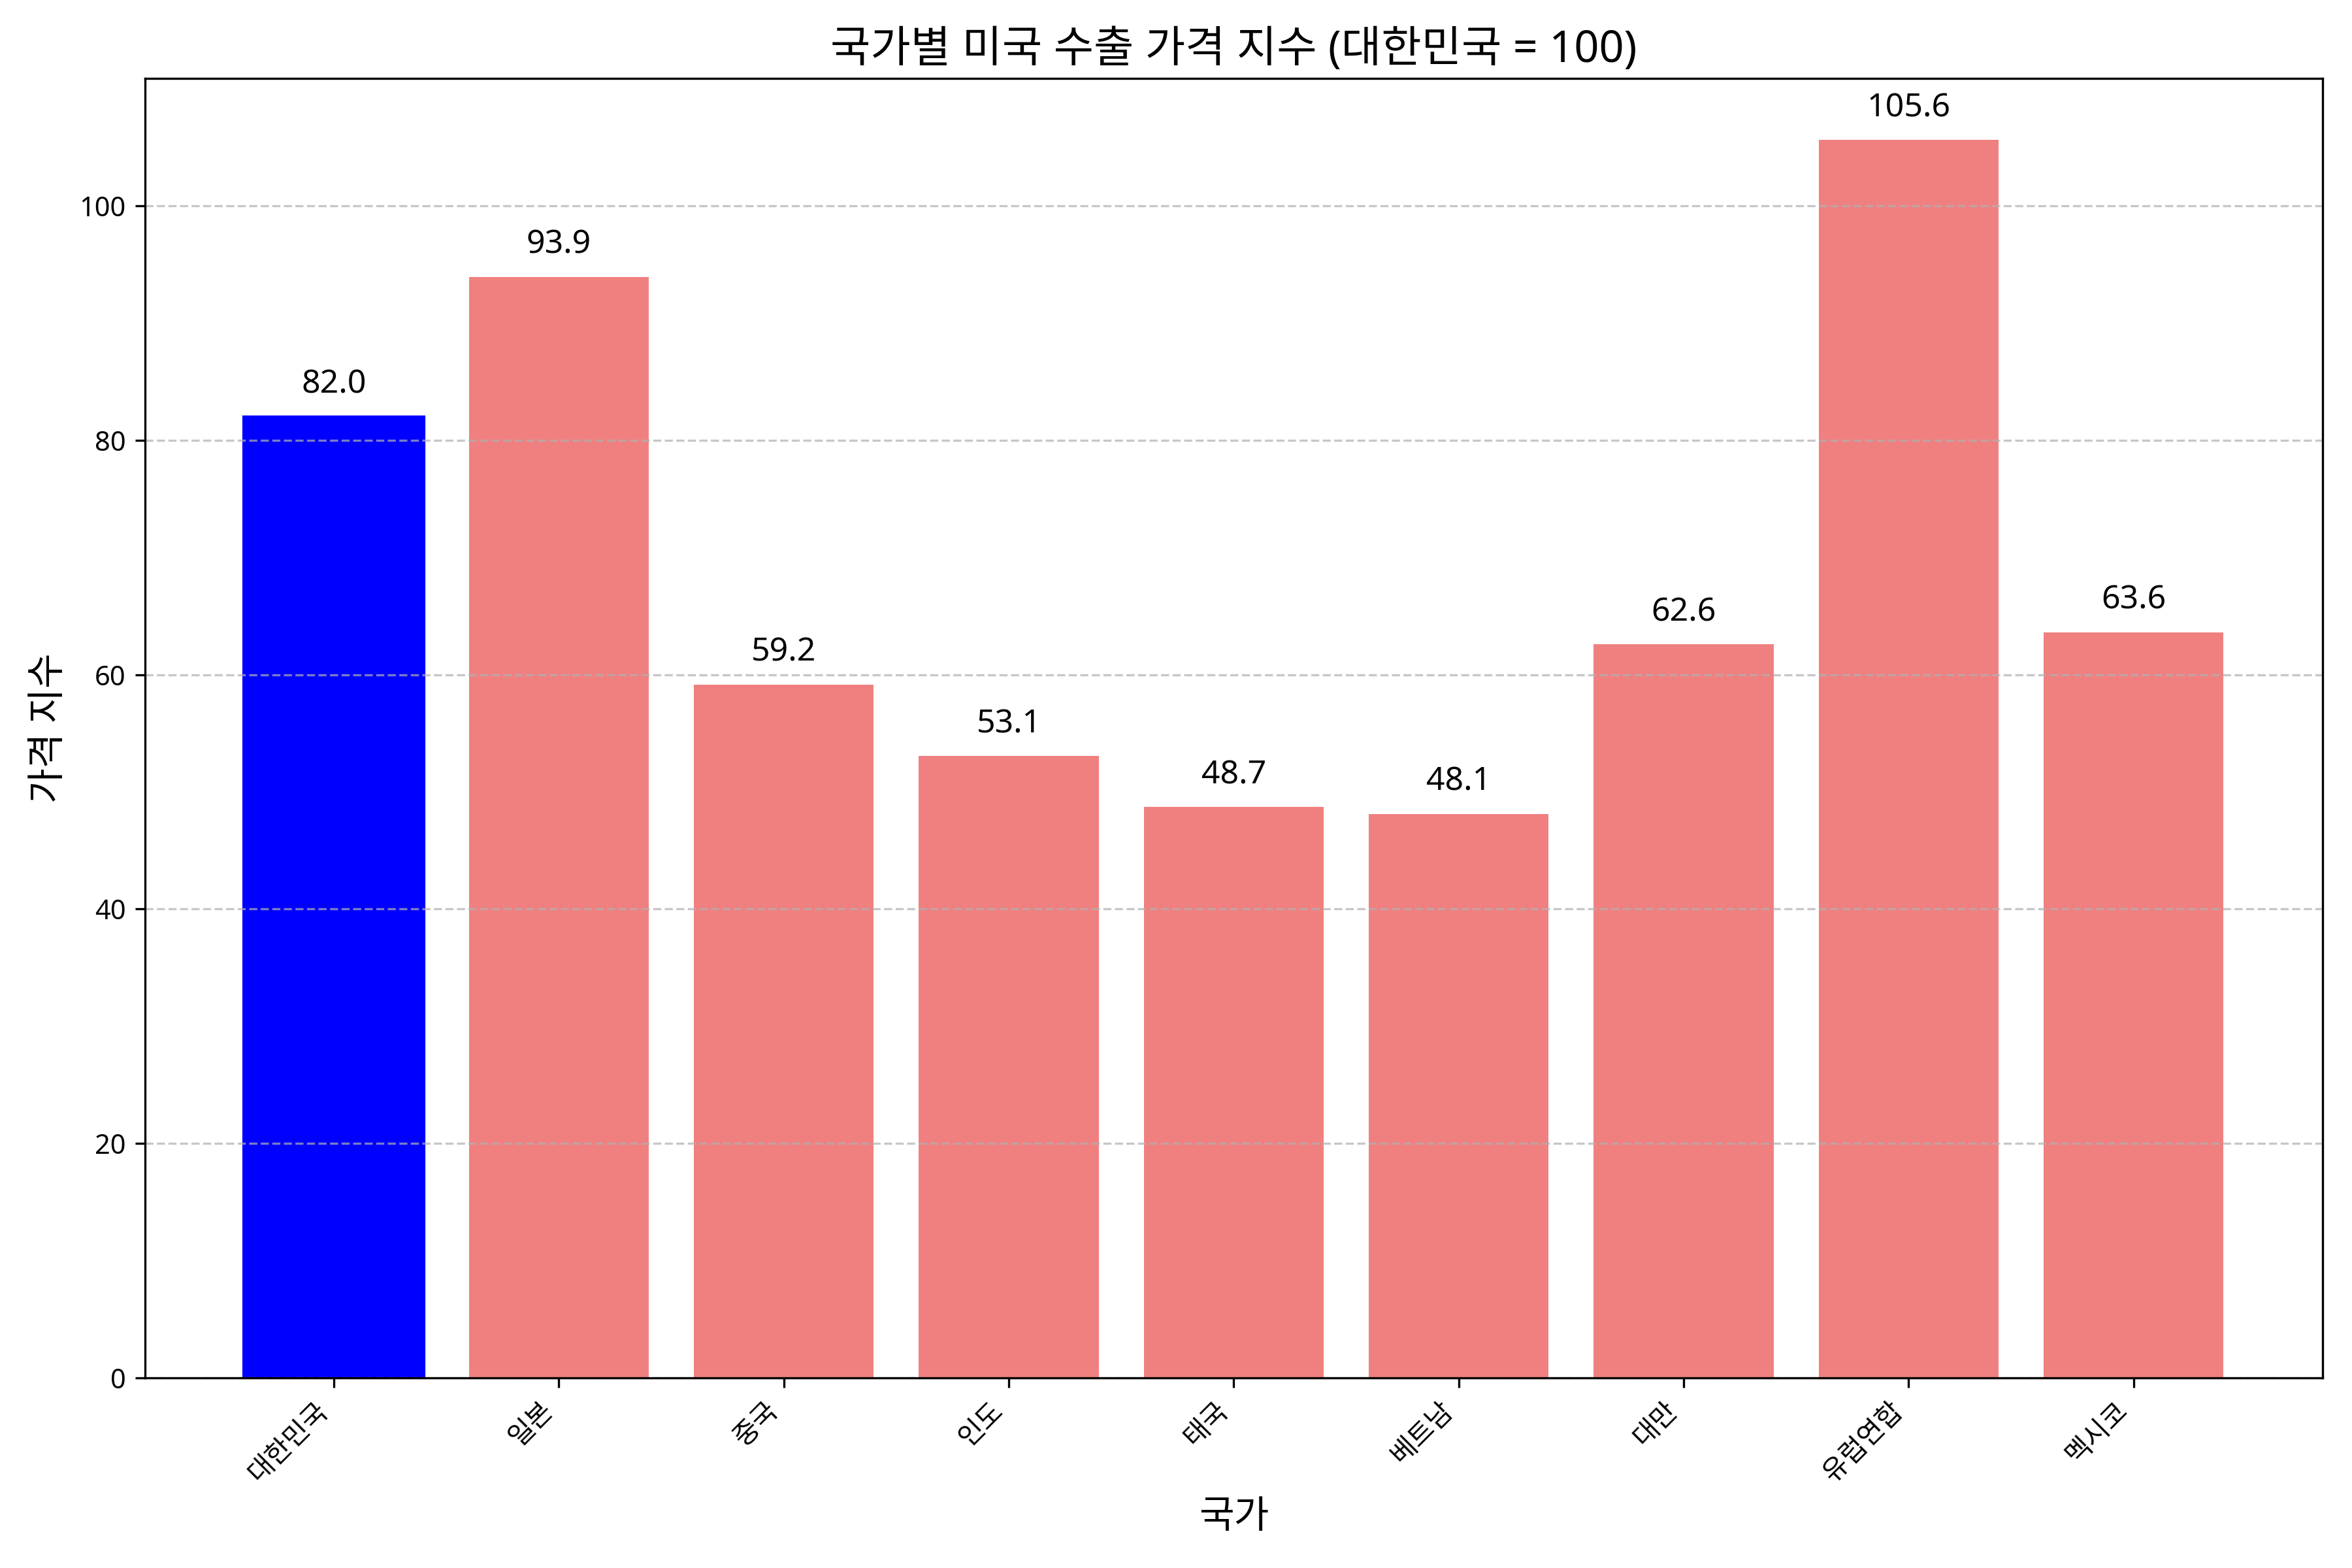 국가별 미국 수출 가격 지수 (대한민국 = 100)
105.6
100
93.9
82.0
80
62.6
63.6
59.2
60
53.1
48.7
48.1
가격 지수
40
20
0
대한민국
일본
중국
인도
태국
베트남
대만
유럽연합
멕시코
국가